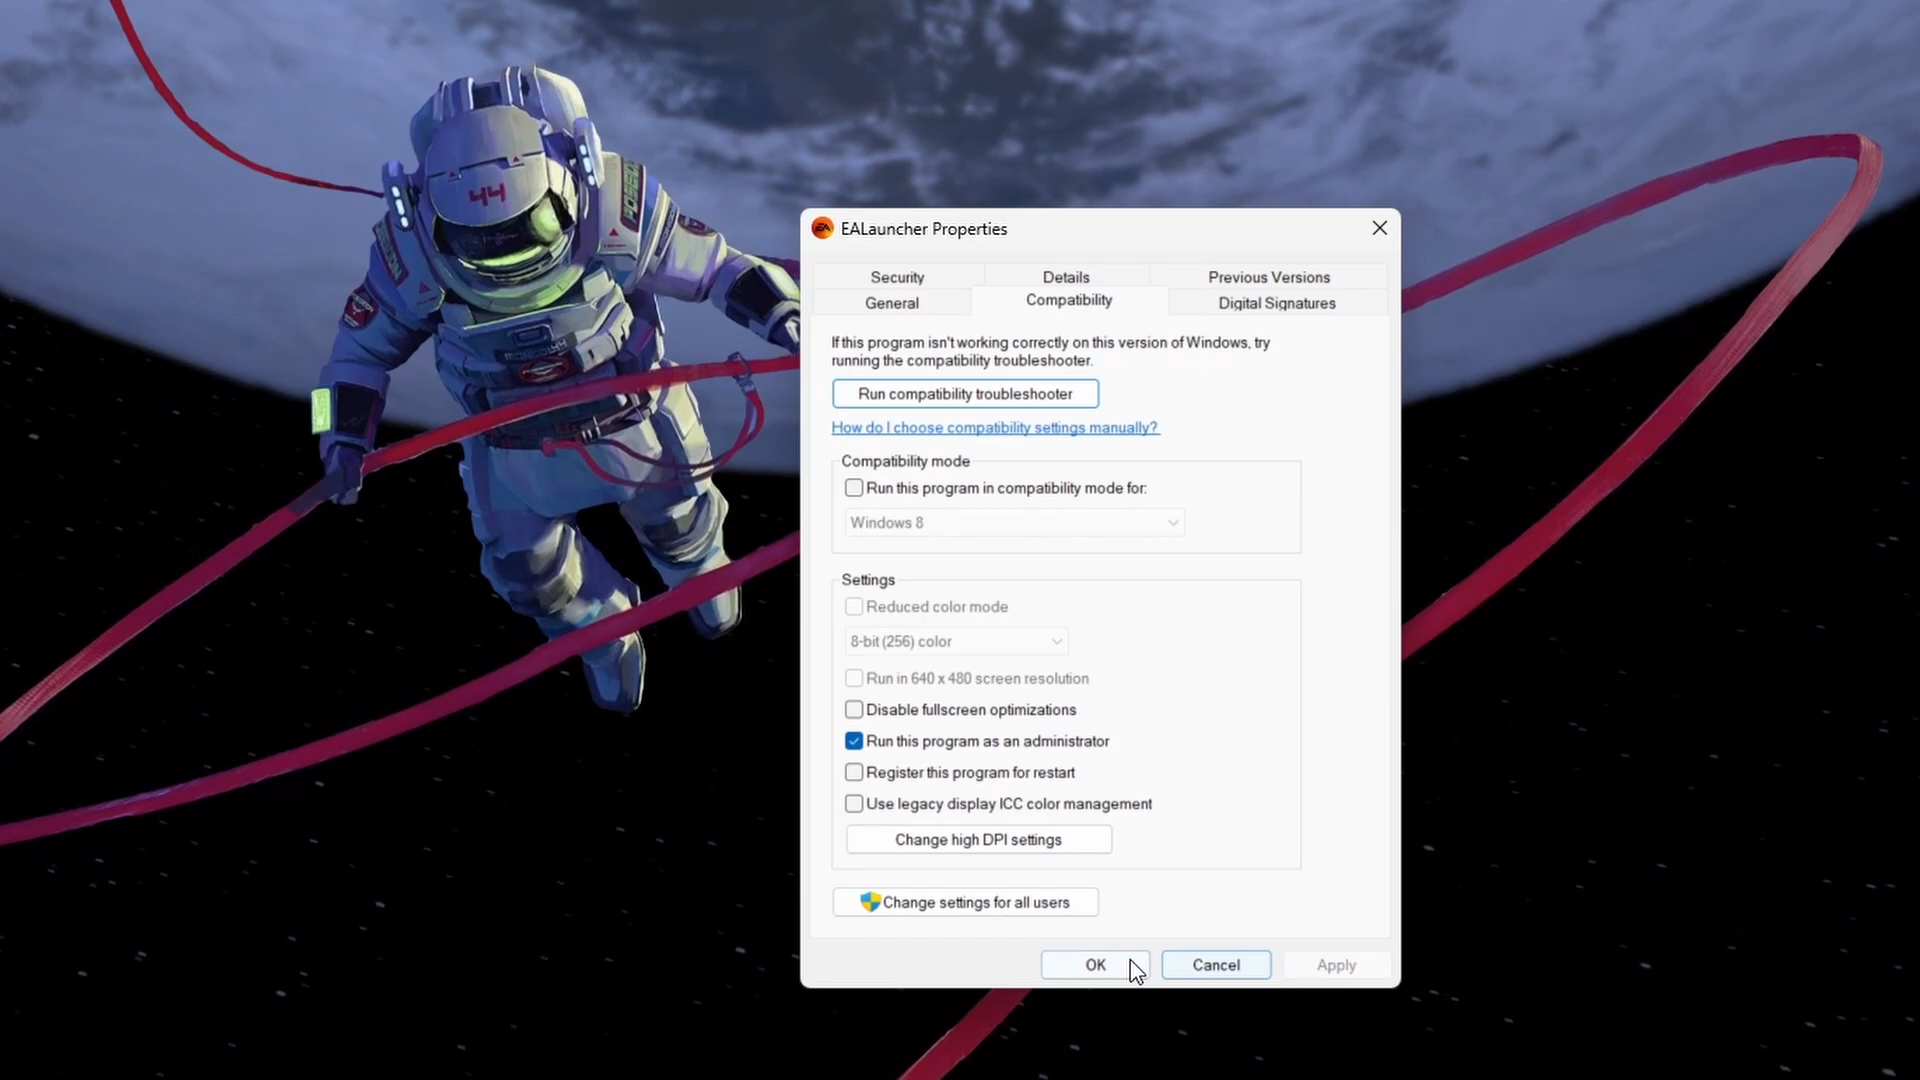 44
EALauncher Properties
Security
Details
Previous Versions
General
Compatibility
Digital Signatures
If this program isn't working correctly on this version of Windows, try
running the compatibility troubleshooter.
Run compatibility troubleshooter
How do I choose compatibility settings manually?
Compatibility mode
Run this program in compatibility mode for:
Windows 8
Settings
Reduced color mode
8-bit (256) color
Run in 640 x 480 screen resolution
Disable fullscreen optimizations
Run this program as an administrator
Register this program for restart
Use legacy display ICC color management
Change high DPI settings
Change settings for all users
OK
Cancel
Apply